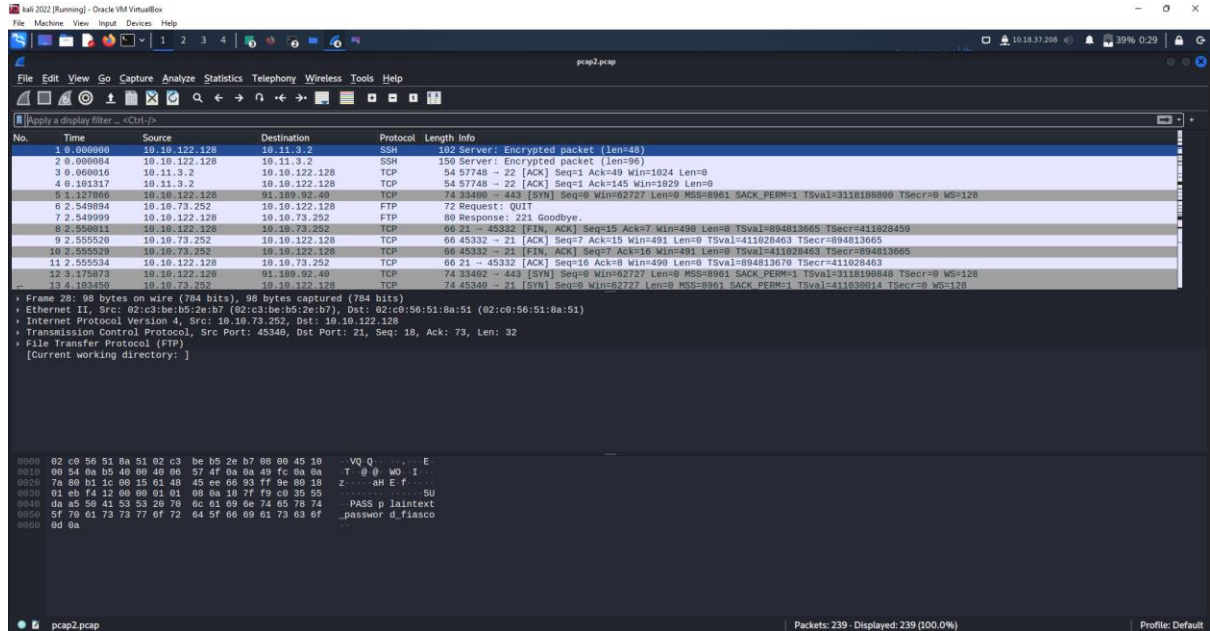 kali 2022 [Running] - Oracle VM VirtualBox
File Machine View Input Devices Help
1 2 3 4 10.18.37.208 39% 0:29
pcap2.pcap
File Edit View Go Capture Analyze Statistics Telephony Wireless Tools Help
Apply a display filter ... <Ctrl-/>
No. Time Source Destination Protocol Length Info
1 0.000000 10.10.122.128 10.11.3.2 SSH 102 Server: Encrypted packet (len=48)
2 0.000084 10.10.122.128 10.11.3.2 SSH 150 Server: Encrypted packet (len=96)
3 0.060016 10.11.3.2 10.10.122.128 TCP 54 57748 → 22 [ACK] Seq=1 Ack=49 Win=1024 Len=0
4 0.101317 10.11.3.2 10.10.122.128 TCP 54 57748 → 22 [ACK] Seq=1 Ack=145 Win=1029 Len=0
5 1.127866 10.10.122.128 91.189.92.40 TCP 74 33400 → 443 [SYN] Seq=0 Win=62727 Len=0 MSS=8961 SACK_PERM=1 TSval=3118188800 TSecr=0 WS=128
6 2.549894 10.10.73.252 10.10.122.128 FTP 72 Request: QUIT
7 2.549999 10.10.122.128 10.10.73.252 FTP 80 Response: 221 Goodbye.
8 2.550011 10.10.122.128 10.10.73.252 TCP 66 21 → 45332 [FIN, ACK] Seq=15 Ack=7 Win=490 Len=0 TSval=894813665 TSecr=411028459
9 2.555520 10.10.73.252 10.10.122.128 TCP 66 45332 → 21 [ACK] Seq=7 Ack=15 Win=491 Len=0 TSval=411028463 TSecr=894813665
10 2.555529 10.10.73.252 10.10.122.128 TCP 66 45332 → 21 [FIN, ACK] Seq=7 Ack=16 Win=491 Len=0 TSval=411028463 TSecr=894813665
11 2.555534 10.10.122.128 10.10.73.252 TCP 66 21 → 45332 [ACK] Seq=16 Ack=8 Win=490 Len=0 TSval=894813670 TSecr=411028463
12 3.175873 10.10.122.128 91.189.92.40 TCP 74 33402 → 443 [SYN] Seq=0 Win=62727 Len=0 MSS=8961 SACK_PERM=1 TSval=3118190848 TSecr=0 WS=128
13 4.103450 10.10.73.252 10.10.122.128 TCP 74 45340 → 21 [SYN] Seq=0 Win=62727 Len=0 MSS=8961 SACK_PERM=1 TSval=411030014 TSecr=0 WS=128
Frame 28: 98 bytes on wire (784 bits), 98 bytes captured (784 bits)
Ethernet II, Src: 02:c3:be:b5:2e:b7 (02:c3:be:b5:2e:b7), Dst: 02:c0:56:51:8a:51 (02:c0:56:51:8a:51)
Internet Protocol Version 4, Src: 10.10.73.252, Dst: 10.10.122.128
Transmission Control Protocol, Src Port: 45340, Dst Port: 21, Seq: 18, Ack: 73, Len: 32
File Transfer Protocol (FTP)
[Current working directory: ]
0000 02 c0 56 51 8a 51 02 c3 be b5 2e b7 08 00 45 10 ··VQ·Q·· ··.···E·
0010 00 54 0a b5 40 00 40 06 57 4f 0a 0a 49 fc 0a 0a ·T··@·@· WO··I···
0020 7a 80 b1 1c 00 15 61 48 45 ee 66 93 ff 9e 80 18 z·····aH E·f·····
0030 01 eb f4 12 00 00 01 01 08 0a 18 7f f9 c0 35 55 ········ ······5U
0040 da a5 50 41 53 53 20 70 6c 61 69 6e 74 65 78 74 ··PASS p laintext
0050 5f 70 61 73 73 77 6f 72 64 5f 66 69 61 73 63 6f _passwor d_fiasco
0060 0d 0a ··
pcap2.pcap Packets: 239 · Displayed: 239 (100.0%) Profile: Default